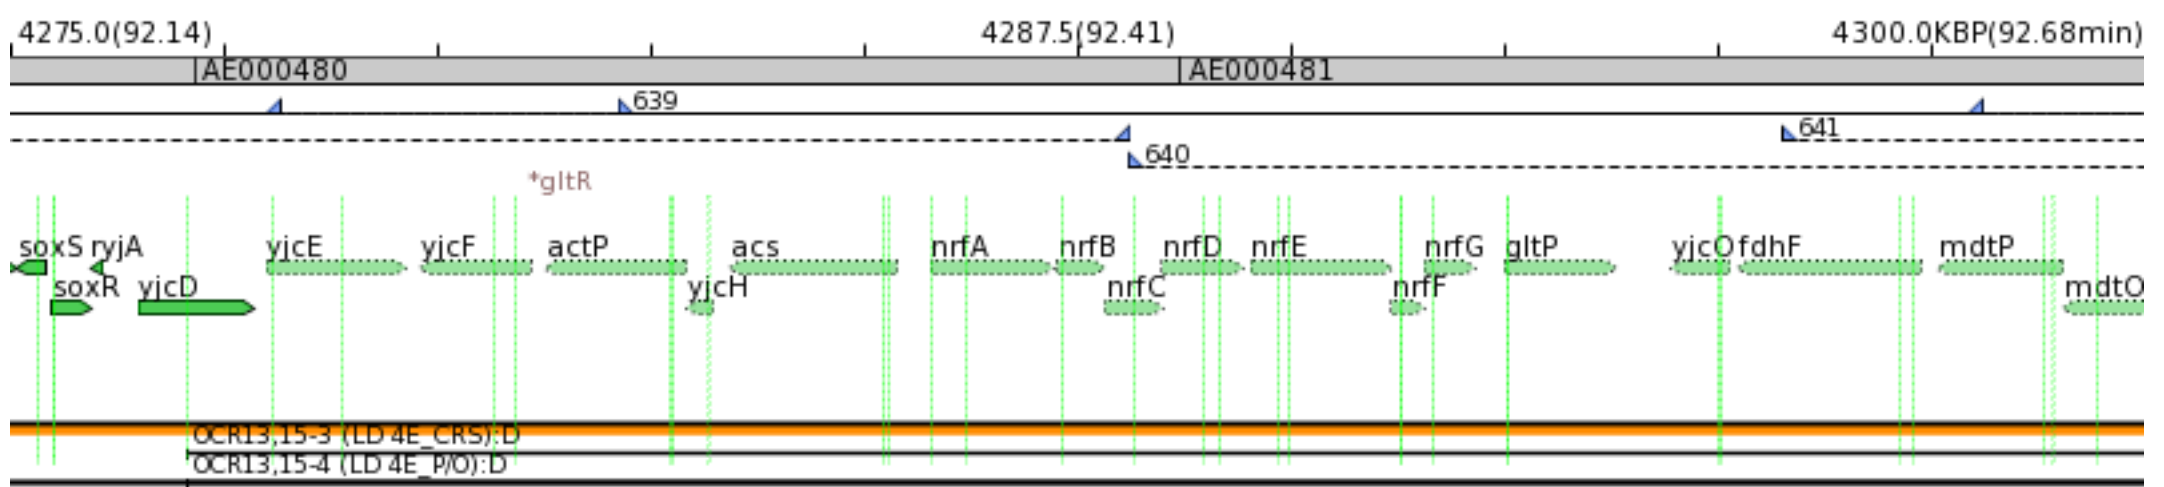 4275.0(92.14) 4287.5(92.41) 4300.0KBP(92.68min)
AE000480 AE000481
639
641
640
*gltR
soxS ryjA yjcE yjcF actP acs nrfA nrfB nrfD nrfE nrfG gltP yjcO fdhF mdtP
soxR yjcD yjcH nrfC nrfF mdtO
OCR13,15-3 (LD 4E_CRS):D
OCR13,15-4 (LD 4E_P/O):D